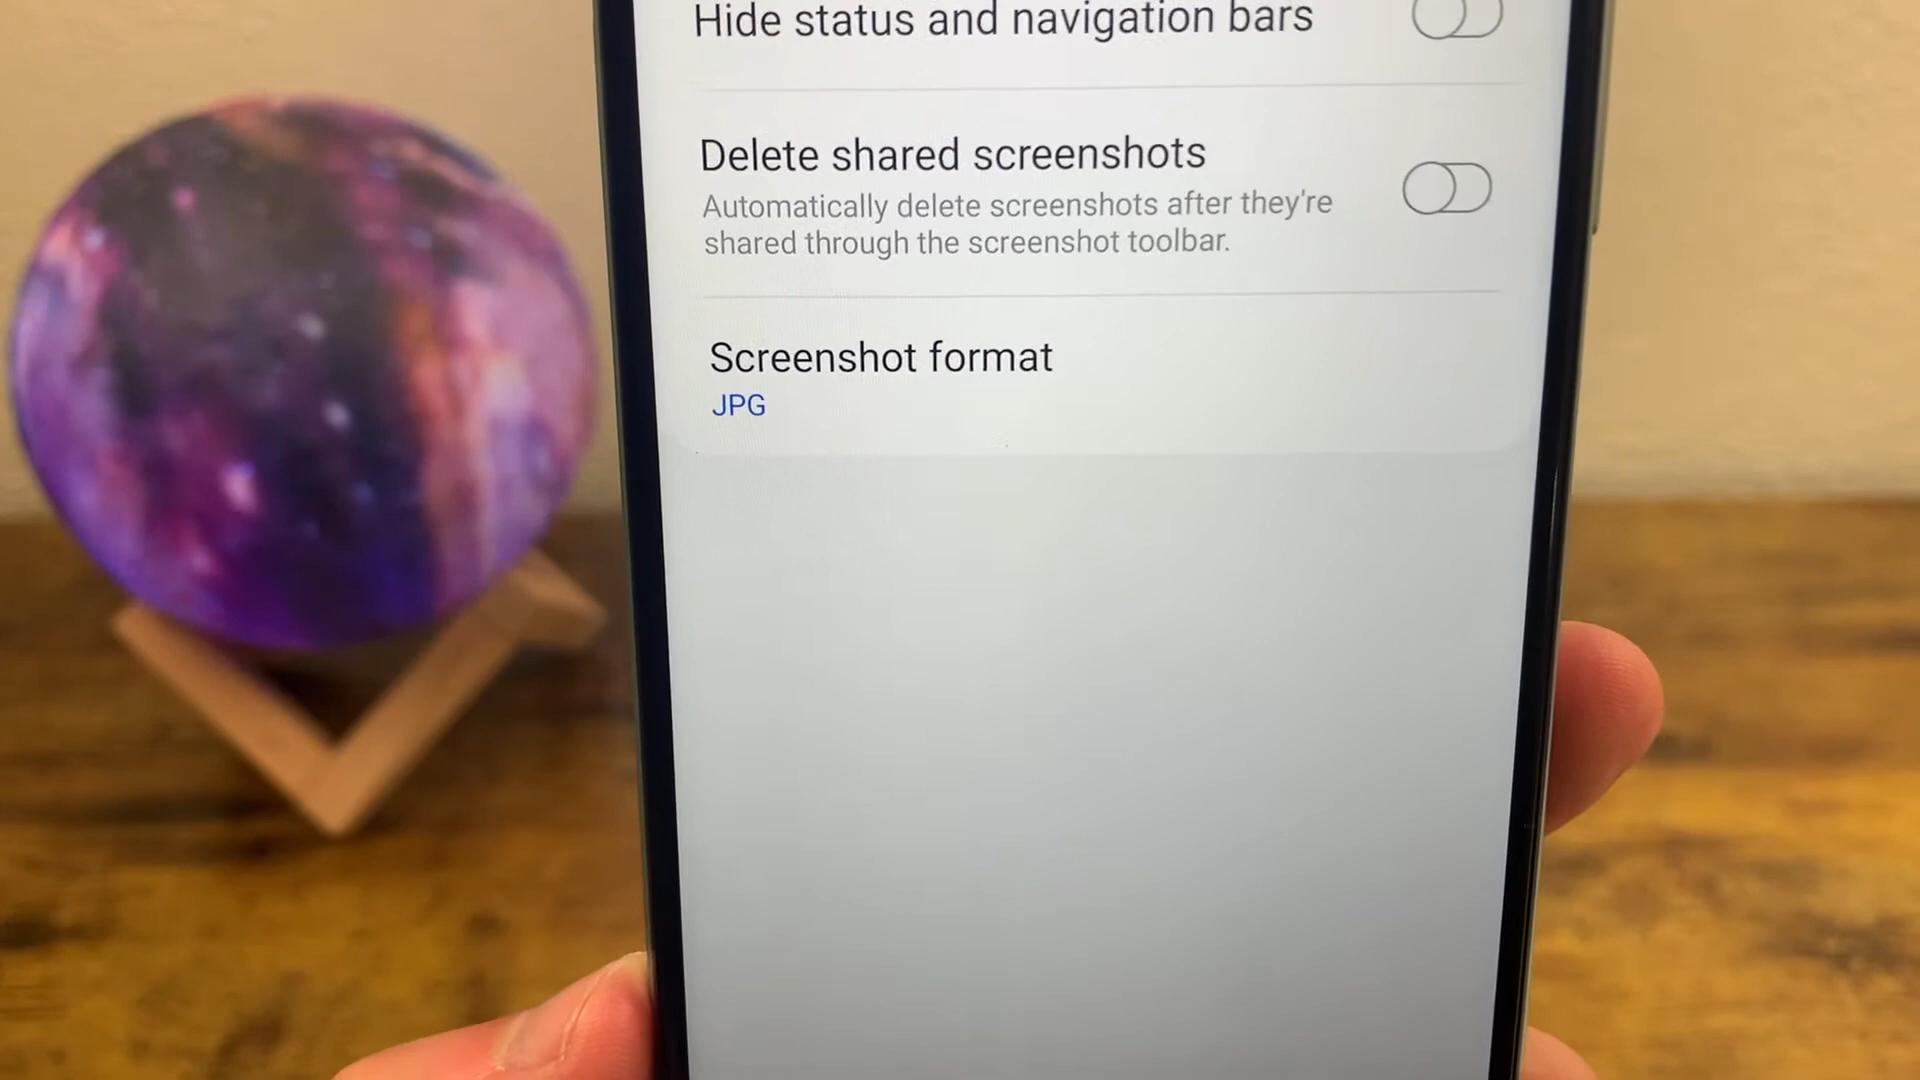 Hide status and navigation bars
Delete shared screenshots
Automatically delete screenshots after they're
shared through the screenshot toolbar.
Screenshot format
JPG